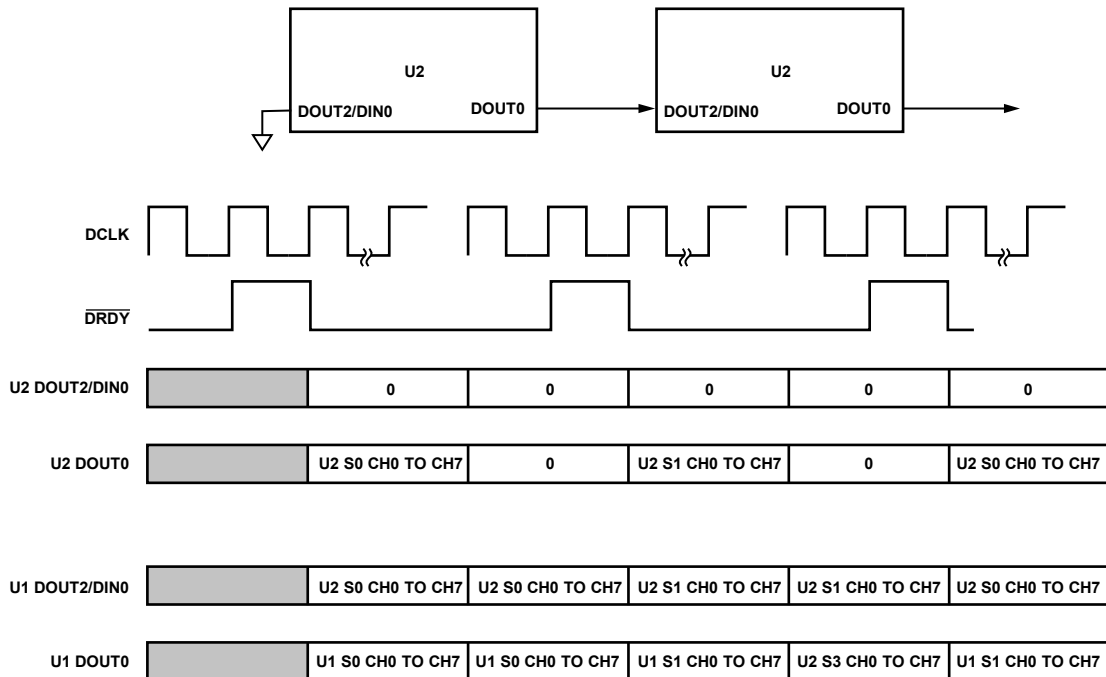 U2 U2
DOUT2/DIN0 DOUT0 DOUT2/DIN0 DOUT0
DCLK
DRDY
U2 DOUT2/DIN0 0 0 0 0 0
U2 DOUT0 U2 S0 CH0 TO CH7 0 U2 S1 CH0 TO CH7 0 U2 S0 CH0 TO CH7
U1 DOUT2/DIN0 U2 S0 CH0 TO CH7 U2 S0 CH0 TO CH7 U2 S1 CH0 TO CH7 U2 S1 CH0 TO CH7 U2 S0 CH0 TO CH7
U1 DOUT0 U1 S0 CH0 TO CH7 U1 S0 CH0 TO CH7 U1 S1 CH0 TO CH7 U2 S3 CH0 TO CH7 U1 S1 CH0 TO CH7